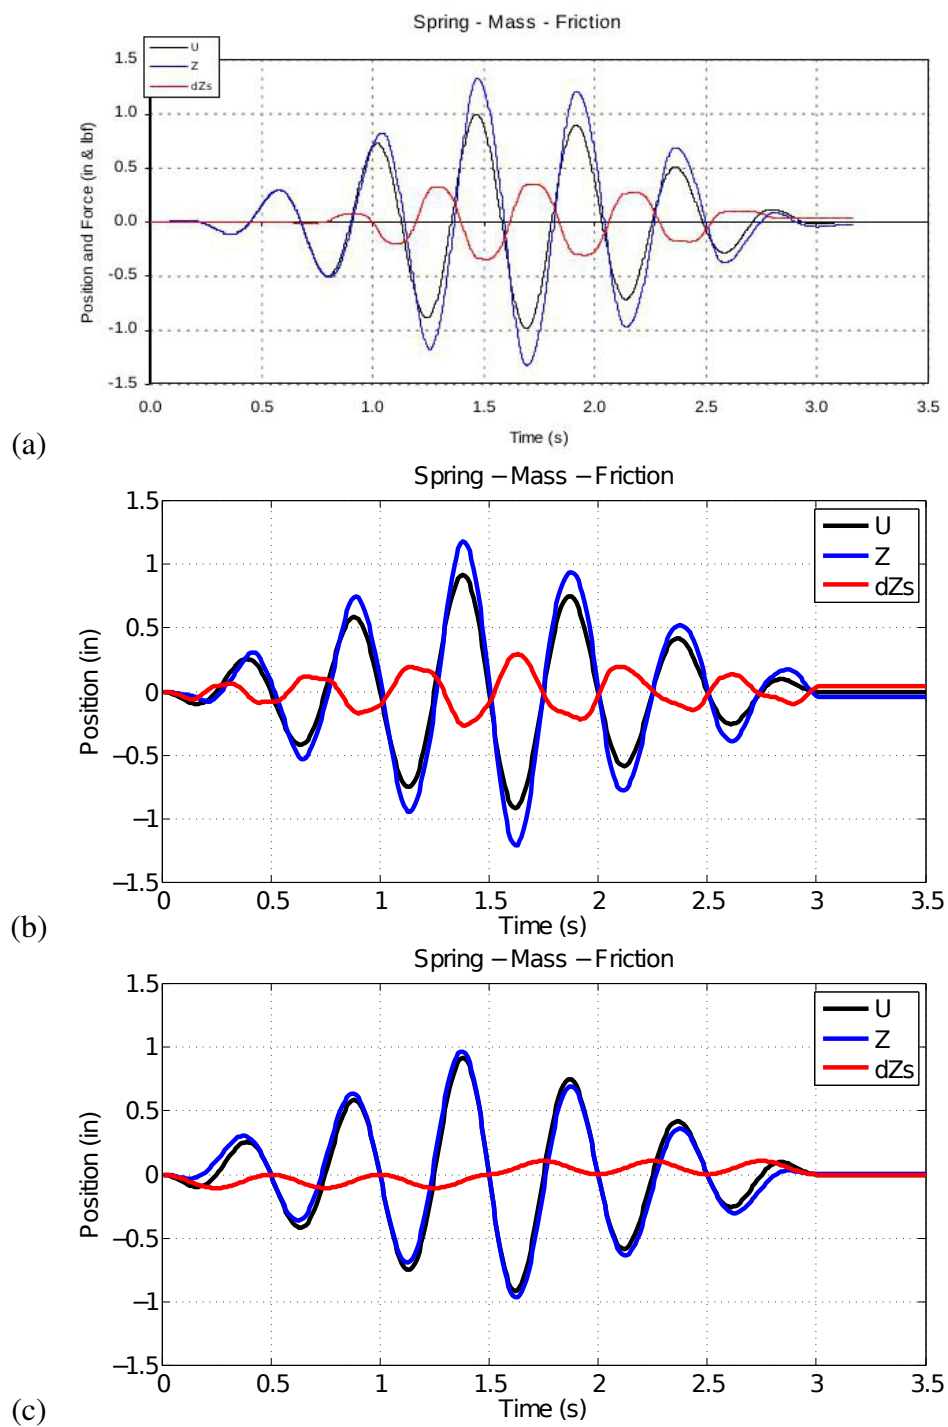 Spring - Mass - Friction
U
Z
dZs
Position and Force (in & lbf)
1.5
1.0
0.5
0.0
-0.5
-1.0
-1.5
0.0 0.5 1.0 1.5 2.0 2.5 3.0 3.5
Time (s)
(a)
Spring – Mass – Friction
U
Z
dZs
Position (in)
1.5
1
0.5
0
−0.5
−1
−1.5
0 0.5 1 1.5 2 2.5 3 3.5
Time (s)
(b)
Spring – Mass – Friction
U
Z
dZs
Position (in)
1.5
1
0.5
0
−0.5
−1
−1.5
0 0.5 1 1.5 2 2.5 3 3.5
Time (s)
(c)